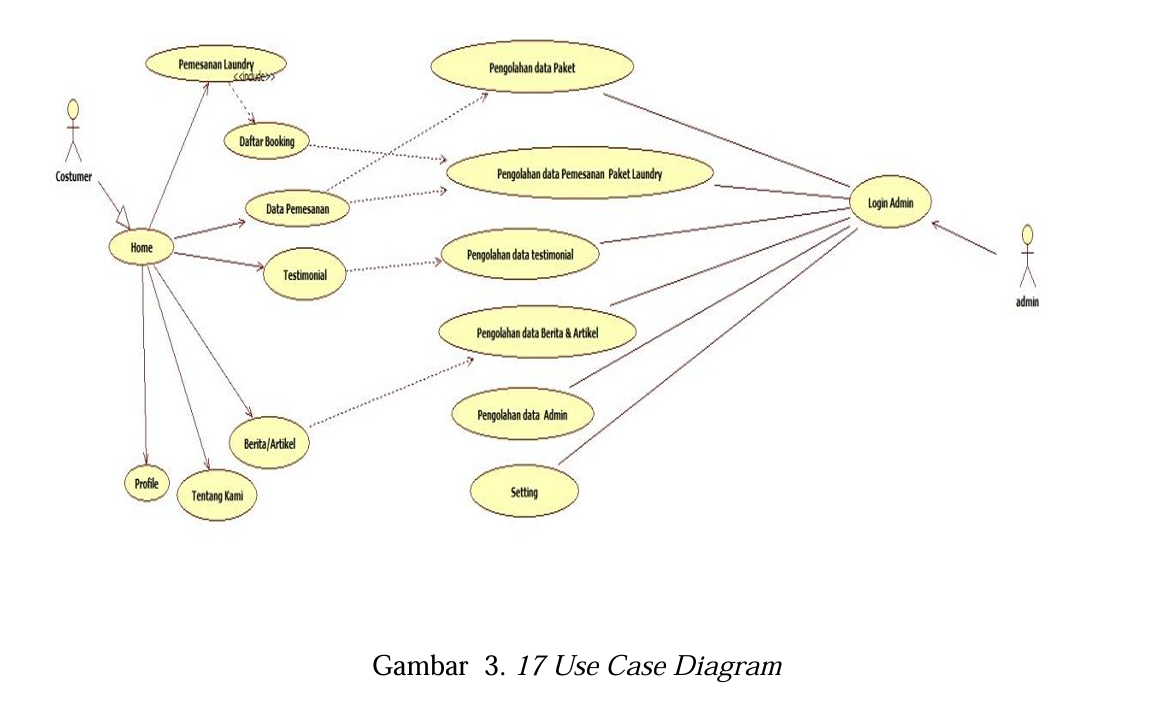 Pemesanan Laundry
<<include>>
Pengolahan data Paket
Costumer
Daftar Booking
Pengolahan data Pemesanan Paket Laundry
Data Pemesanan
Login Admin
Home
Testimonial
Pengolahan data testimonial
admin
Pengolahan data Berita & Artikel
Pengolahan data Admin
Berita/Artikel
Profile
Tentang Kami
Setting
Gambar 3. 17 Use Case Diagram